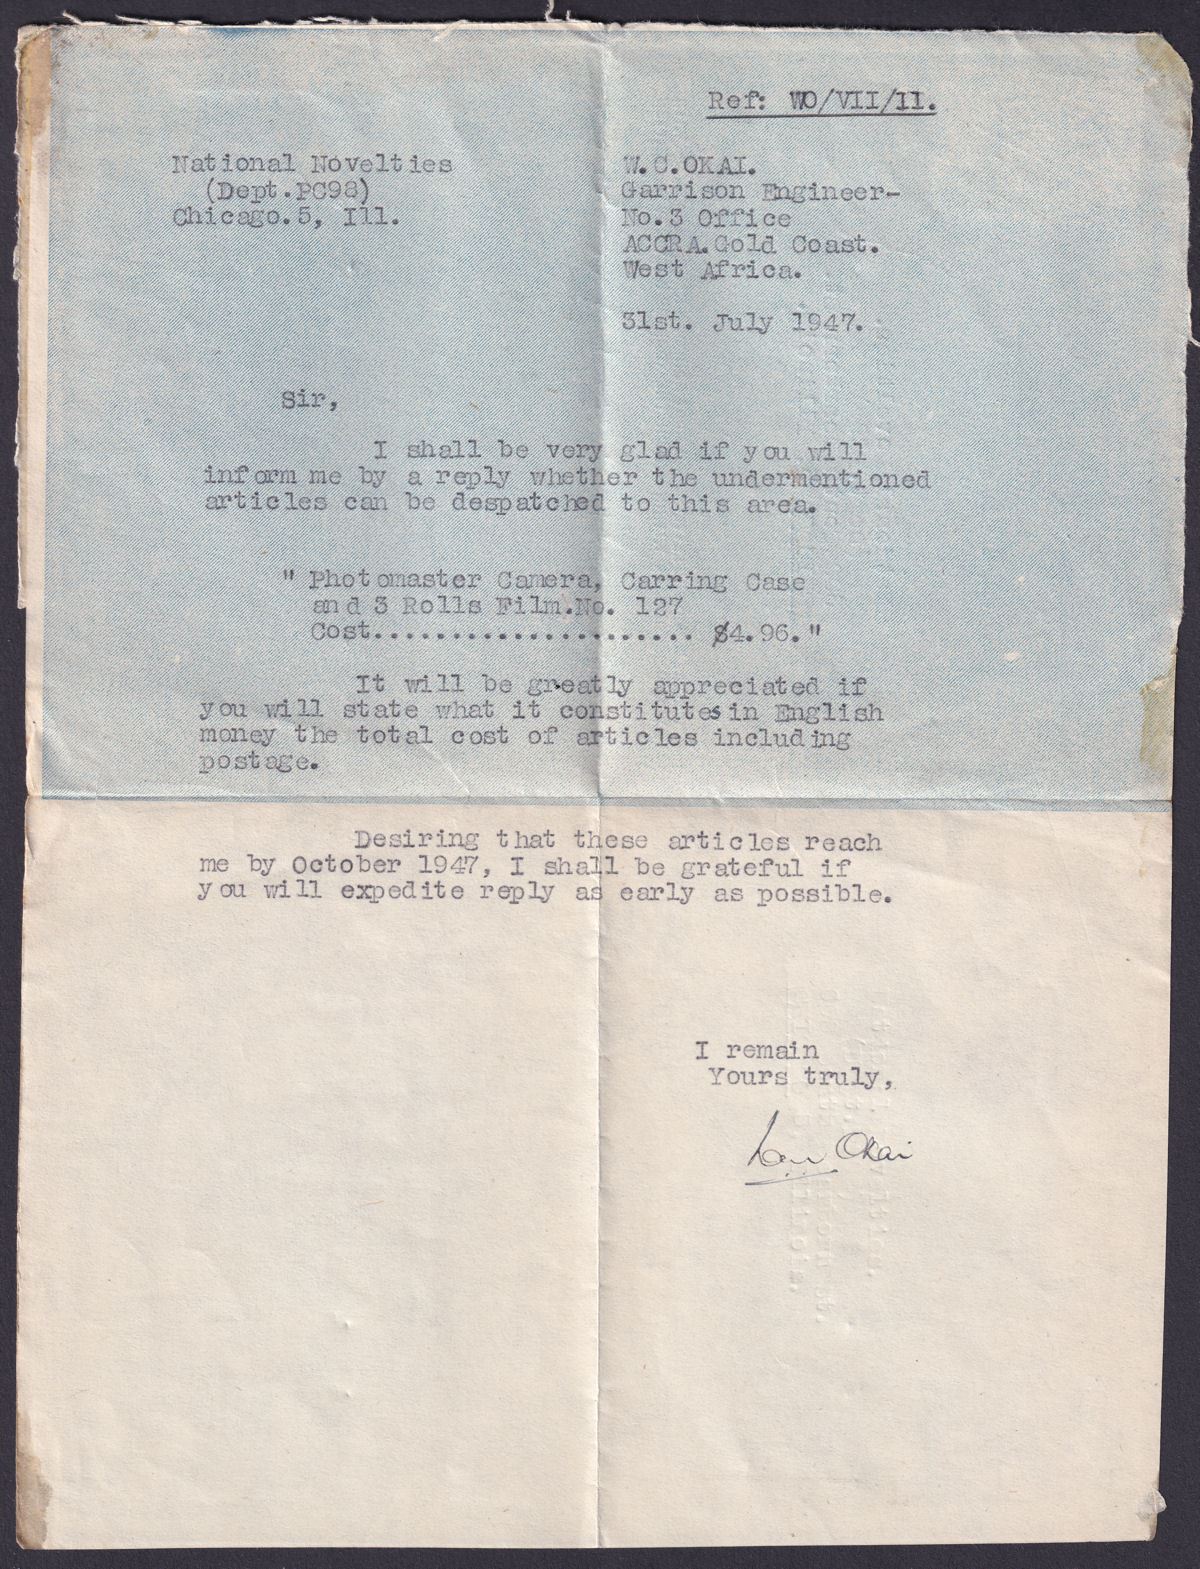 Ref: WO/VII/11.
National Novelties
(Dept.PC98)
Chicago.5, Ill.
W.C.OKAI.
Garrison Engineer-
No.3 Office
ACCRA.Gold Coast.
West Africa.
31st. July 1947.
Sir,
I shall be very glad if you will
inform me by a reply whether the undermentioned
articles can be despatched to this area.
" Photomaster Camera, Carring Case
and 3 Rolls Film.No. 127
Cost..................... $4.96."
It will be greatly appreciated if
you will state what it constitutes in English
money the total cost of articles including
postage.
Desiring that these articles reach
me by October 1947, I shall be grateful if
you will expedite reply as early as possible.
I remain
Yours truly,
Okai